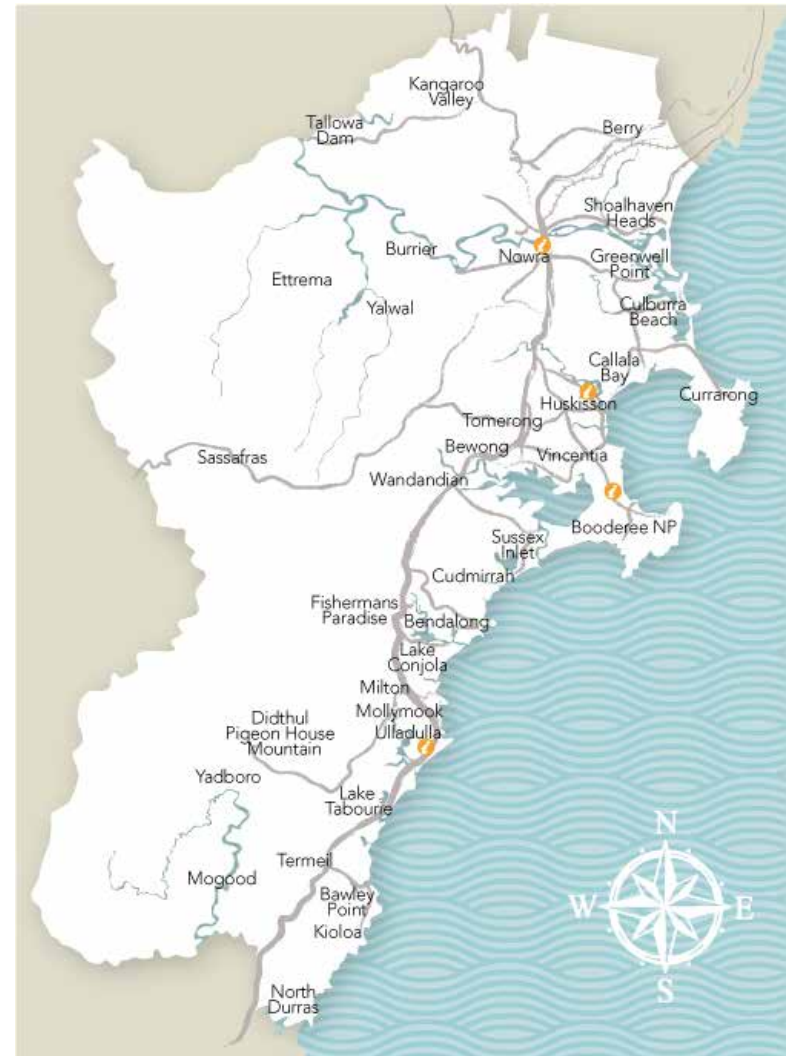 Kangaroo
Valley
Tallowa
Dam
Berry
Shoalhaven
Heads
Burrier
Nowra
i
Greenwell
Point
Ettrema
Yalwal
Culburra
Beach
Callala
Bay
i
Currarong
Huskisson
Tomerong
Bewong
Vincentia
Sassafras
Wandandian
i
Booderee NP
Sussex
Inlet
Cudmirrah
Fishermans
Paradise
Bendalong
Lake
Conjola
Milton
Mollymook
Didthul
Pigeon House
Mountain
Ulladulla
i
Yadboro
Lake
Tabourie
Termeil
Mogood
Bawley
Point
Kioloa
North
Durras
N
W
E
S